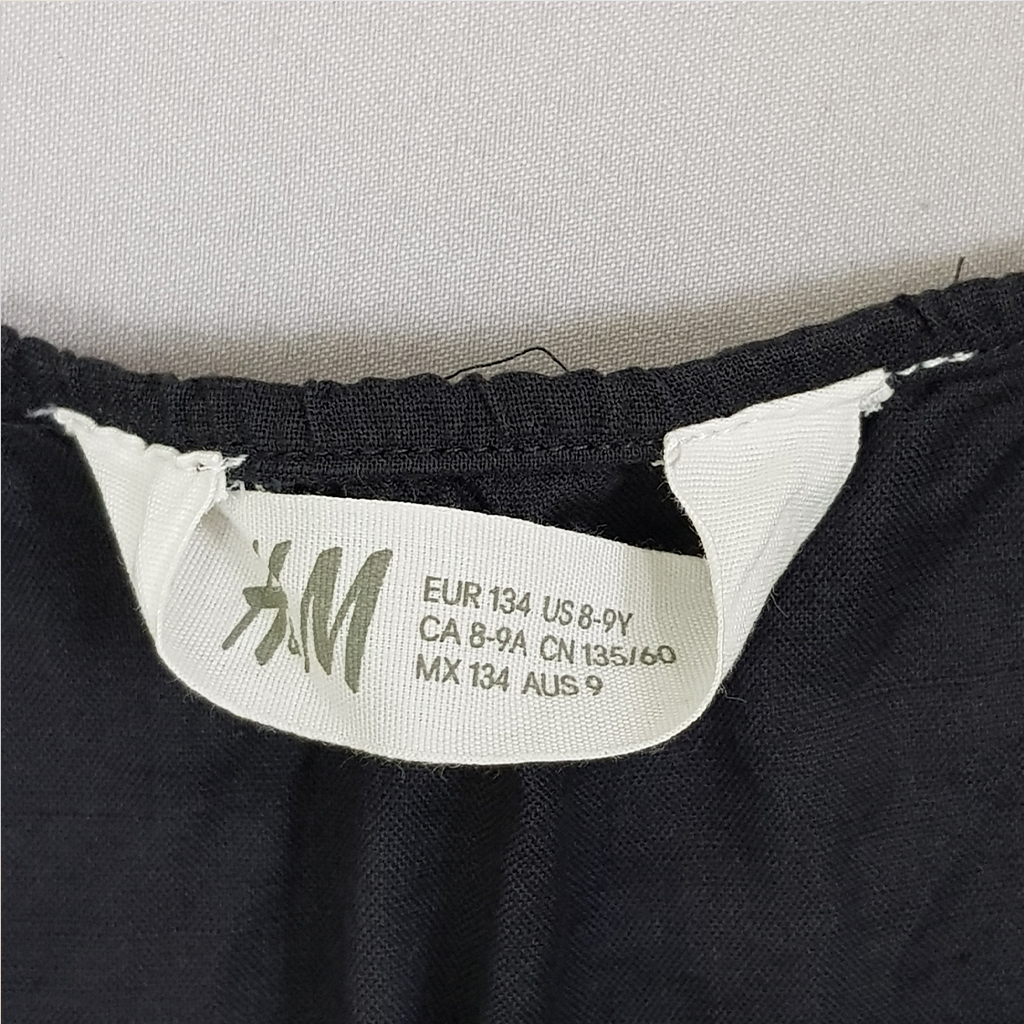 H&M
EUR 134 US 8-9Y
CA 8-9A CN 135/60
MX 134 AUS 9